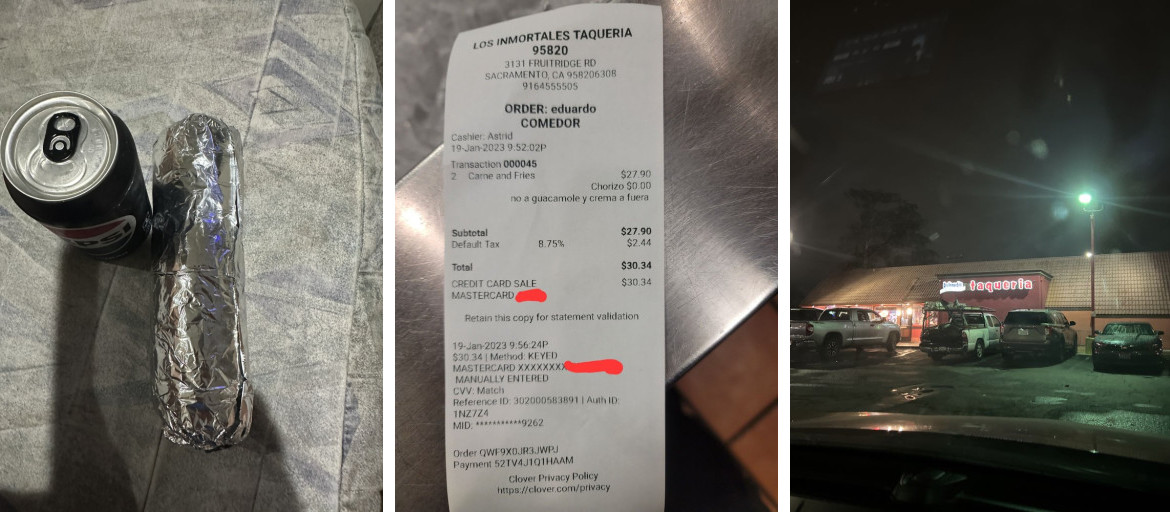 PEPSI
LOS INMORTALES TAQUERIA
95820
3131 FRUITRIDGE RD
SACRAMENTO, CA 958206308
9164555505
ORDER: eduardo
COMEDOR
Cashier: Astrid
19-Jan-2023 9:52:02P
Transaction 000045
2 Carne and Fries $27.90
Chorizo $0.00
no a guacamole y crema a fuera
Subtotal $27.90
Default Tax 8.75% $2.44
Total $30.34
CREDIT CARD SALE $30.34
MASTERCARD
Retain this copy for statement validation
19-Jan-2023 9:56:24P
$30.34 | Method: KEYED
MASTERCARD XXXXXXXX
MANUALLY ENTERED
CVV: Match
Reference ID: 302000583891 | Auth ID:
1NZ7Z4
MID: ***********9262
Order QWF9X0JR3JWPJ
Payment 52TV4J1Q1HAAM
Clover Privacy Policy
https://clover.com/privacy
taqueria